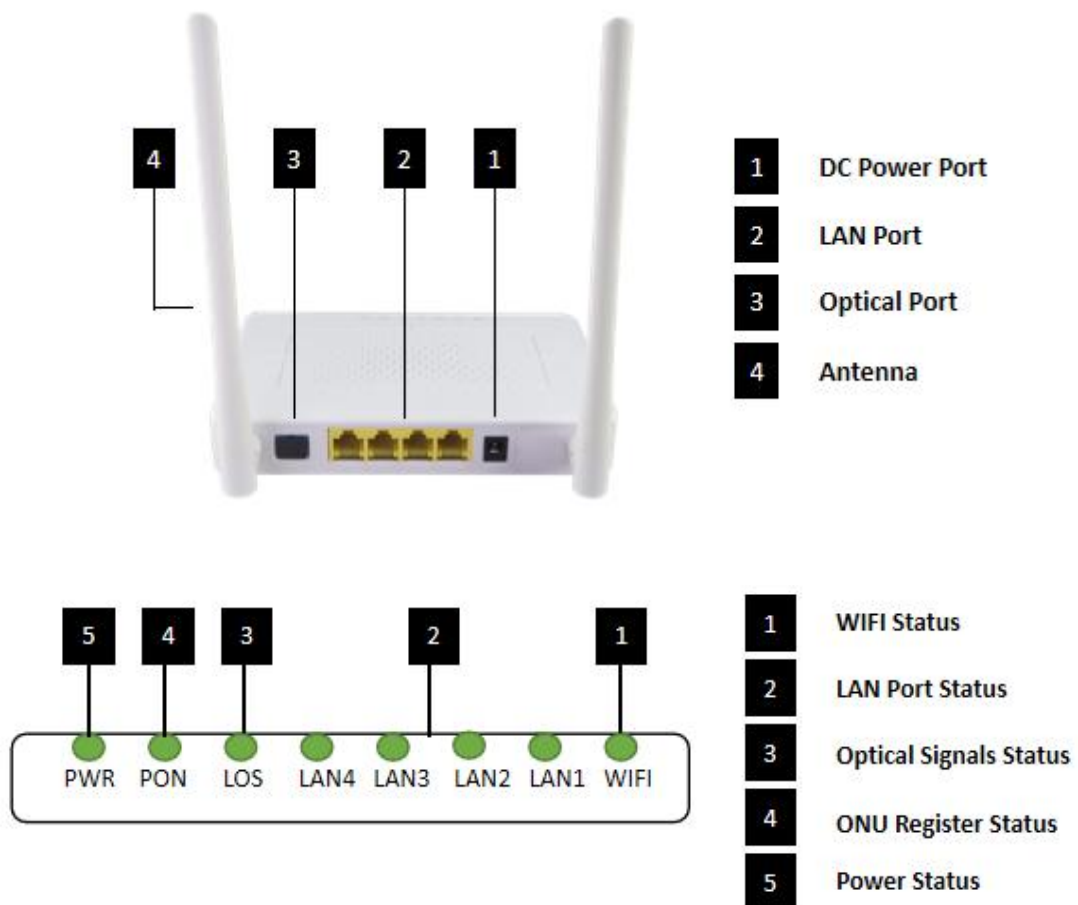 4 3 2 1
1 DC Power Port
2 LAN Port
3 Optical Port
4 Antenna
5 4 3 2 1
PWR PON LOS LAN4 LAN3 LAN2 LAN1 WIFI
1 WIFI Status
2 LAN Port Status
3 Optical Signals Status
4 ONU Register Status
5 Power Status